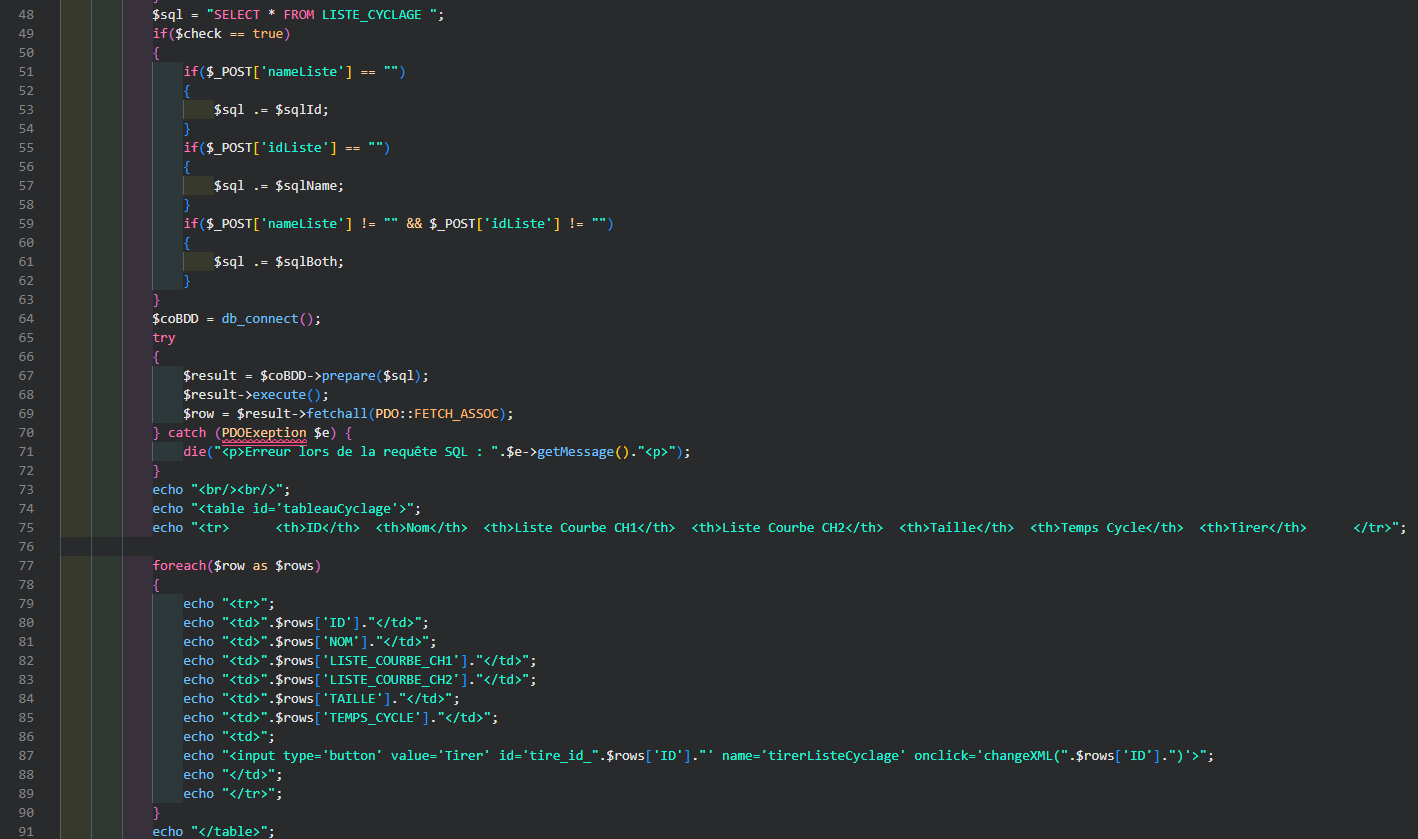 48 $sql = "SELECT * FROM LISTE_CYCLAGE ";
49 if($check == true)
50 {
51 if($_POST['nameListe'] == "")
52 {
53 $sql .= $sqlId;
54 }
55 if($_POST['idListe'] == "")
56 {
57 $sql .= $sqlName;
58 }
59 if($_POST['nameListe'] != "" && $_POST['idListe'] != "")
60 {
61 $sql .= $sqlBoth;
62 }
63 }
64 $coBDD = db_connect();
65 try
66 {
67 $result = $coBDD->prepare($sql);
68 $result->execute();
69 $row = $result->fetchall(PDO::FETCH_ASSOC);
70 } catch (PDOExeption $e) {
71 die("<p>Erreur lors de la requête SQL : ".$e->getMessage()."<p>");
72 }
73 echo "<br/><br/>";
74 echo "<table id='tableauCyclage'>";
75 echo "<tr>      <th>ID</th>  <th>Nom</th>  <th>Liste Courbe CH1</th>  <th>Liste Courbe CH2</th>  <th>Taille</th>  <th>Temps Cycle</th>  <th>Tirer</th>      </tr>";
76
77 foreach($row as $rows)
78 {
79 echo "<tr>";
80 echo "<td>".$rows['ID']."</td>";
81 echo "<td>".$rows['NOM']."</td>";
82 echo "<td>".$rows['LISTE_COURBE_CH1']."</td>";
83 echo "<td>".$rows['LISTE_COURBE_CH2']."</td>";
84 echo "<td>".$rows['TAILLE']."</td>";
85 echo "<td>".$rows['TEMPS_CYCLE']."</td>";
86 echo "<td>";
87 echo "<input type='button' value='Tirer' id='tire_id_".$rows['ID']."' name='tirerListeCyclage' onclick='changeXML(".$rows['ID'].")'>";
88 echo "</td>";
89 echo "</tr>";
90 }
91 echo "</table>";